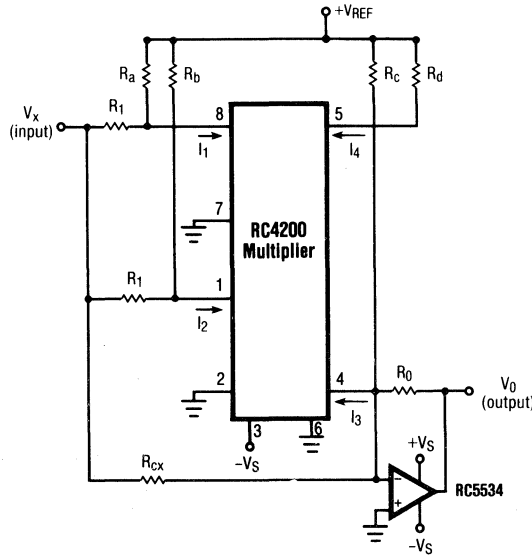 +VREF
Ra
Rb
Rc
Rd
R1
Vx
(input)
8
5
I1
I4
7
RC4200
Multiplier
R1
1
I2
2
4
R0
V0
(output)
I3
3
6
−VS
Rcx
+VS
−
+
RC5534
−VS